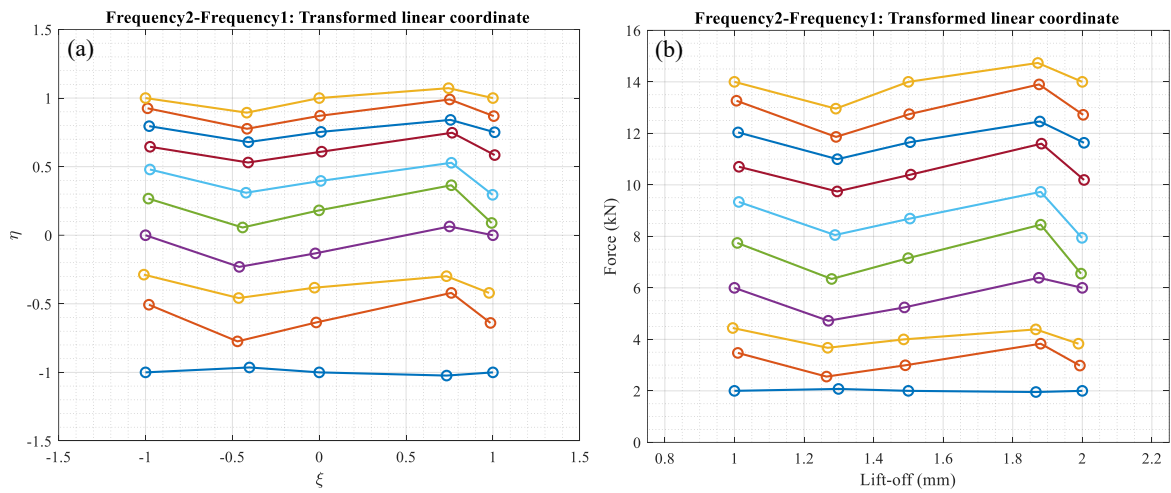 Frequency2-Frequency1: Transformed linear coordinate
(a)
1.5
1
0.5
0
-0.5
-1
-1.5
η
-1.5 -1 -0.5 0 0.5 1 1.5
ξ
Frequency2-Frequency1: Transformed linear coordinate
(b)
16
14
12
10
8
6
4
2
0
Force (kN)
0.8 1 1.2 1.4 1.6 1.8 2 2.2
Lift-off (mm)